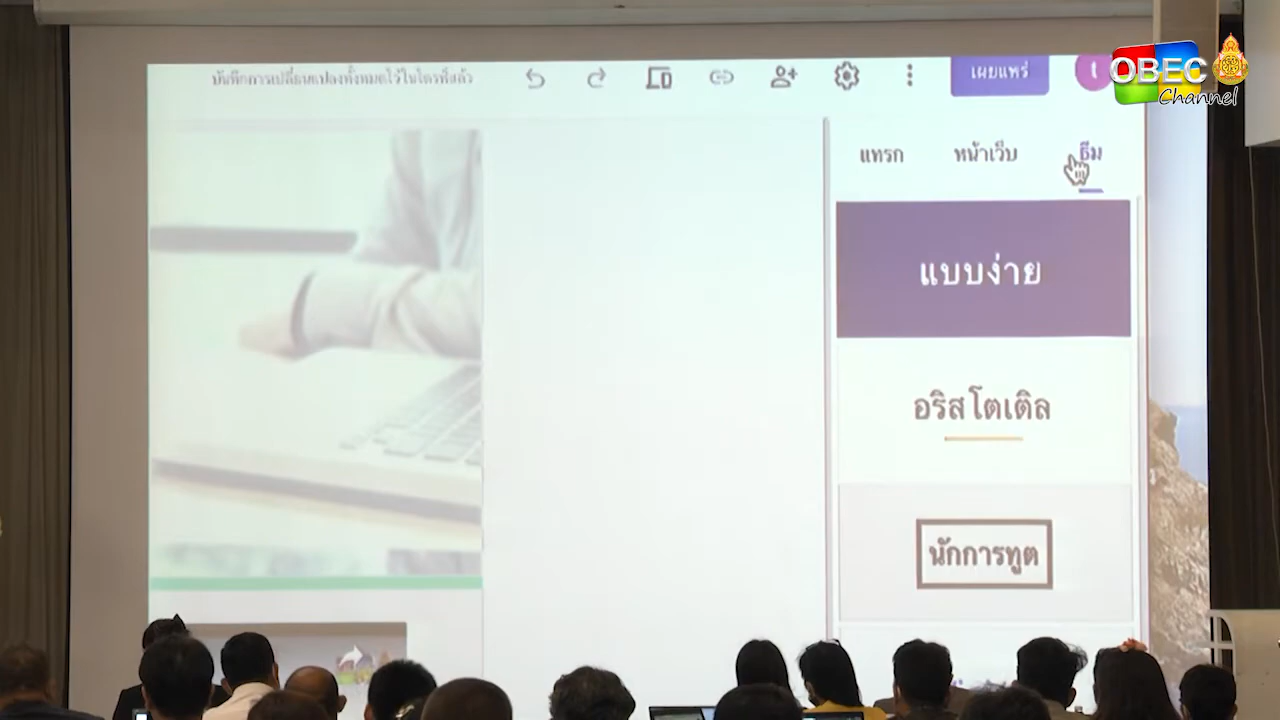 บันทึกการเปลี่ยนแปลงทั้งหมดไว้ในไดรฟ์แล้ว
เผยแพร่
t
OBEC
Channel
แทรก
หน้าเว็บ
ธีม
แบบง่าย
อริสโตเติล
นักการทูต